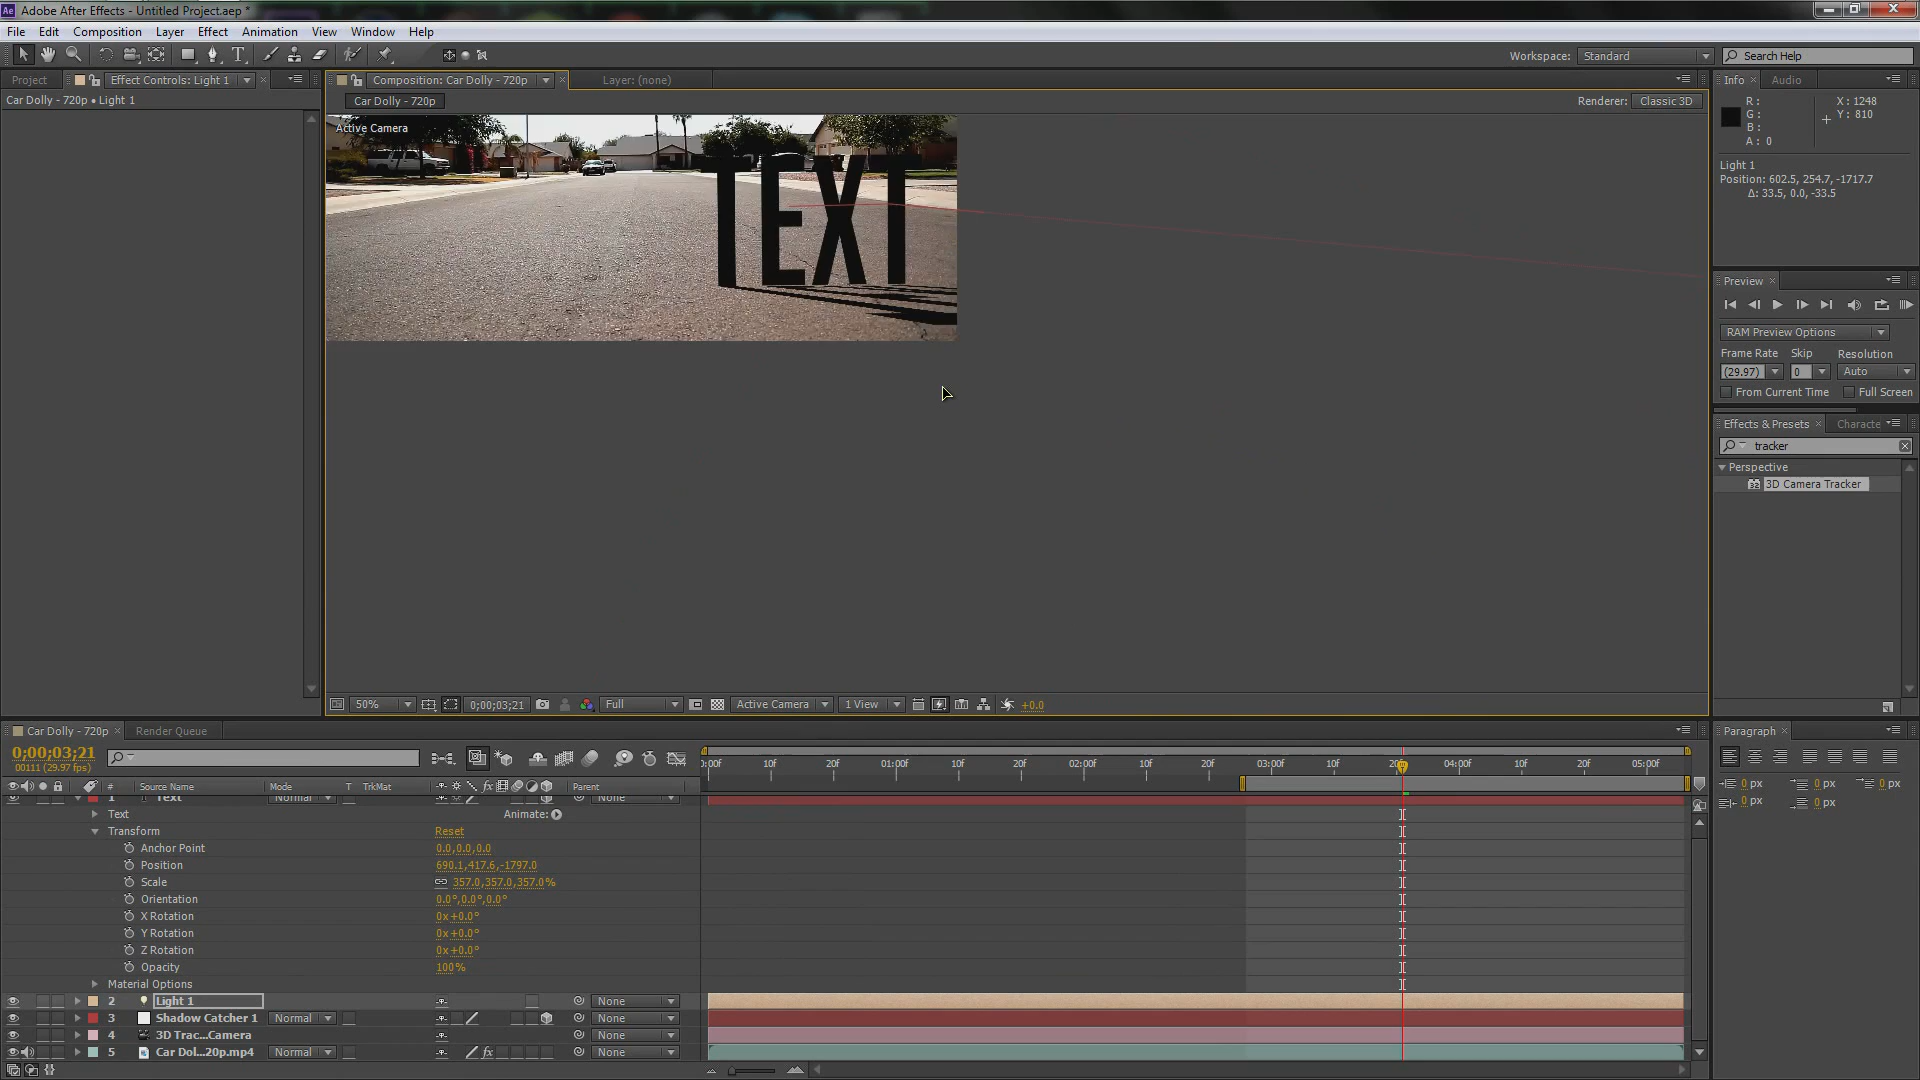 Adobe After Effects - Untitled Project.aep *
File Edit Composition Layer Effect Animation View Window Help
Workspace: Standard Search Help
Project Effect Controls: Light 1 Composition: Car Dolly - 720p Layer: (none) Info Audio
Car Dolly - 720p • Light 1
Car Dolly - 720p Renderer: Classic 3D
R : X : 1248
G : Y : 810
B :
A : 0
Active Camera
TEXT
Light 1
Position: 602.5, 254.7, -1717.7
Δ: 33.5, 0.0, -33.5
Preview
RAM Preview Options
Frame Rate Skip Resolution
(29.97) 0 Auto
From Current Time Full Screen
Effects & Presets Characte
tracker
Perspective
32 3D Camera Tracker
50% 0;00;03;21 Full Active Camera 1 View +0.0
Car Dolly - 720p Render Queue
0;00;03;21
00111 (29.97 fps)
:00f 10f 20f 01:00f 10f 20f 02:00f 10f 20f 03:00f 10f 20f 04:00f 10f 20f 05:00f
# Source Name Mode T TrkMat fx Parent
1 T Text Normal None
Text Animate:
Transform Reset
Anchor Point 0.0,0.0,0.0
Position 690.1,417.6,-1797.0
Scale 357.0,357.0,357.0%
Orientation 0.0°,0.0°,0.0°
X Rotation 0x+0.0°
Y Rotation 0x+0.0°
Z Rotation 0x+0.0°
Opacity 100%
Material Options
2 Light 1 None
3 Shadow Catcher 1 Normal None
4 3D Trac...Camera None
5 Car Dol...20p.mp4 Normal fx None
Paragraph
0 px 0 px 0 px
0 px 0 px